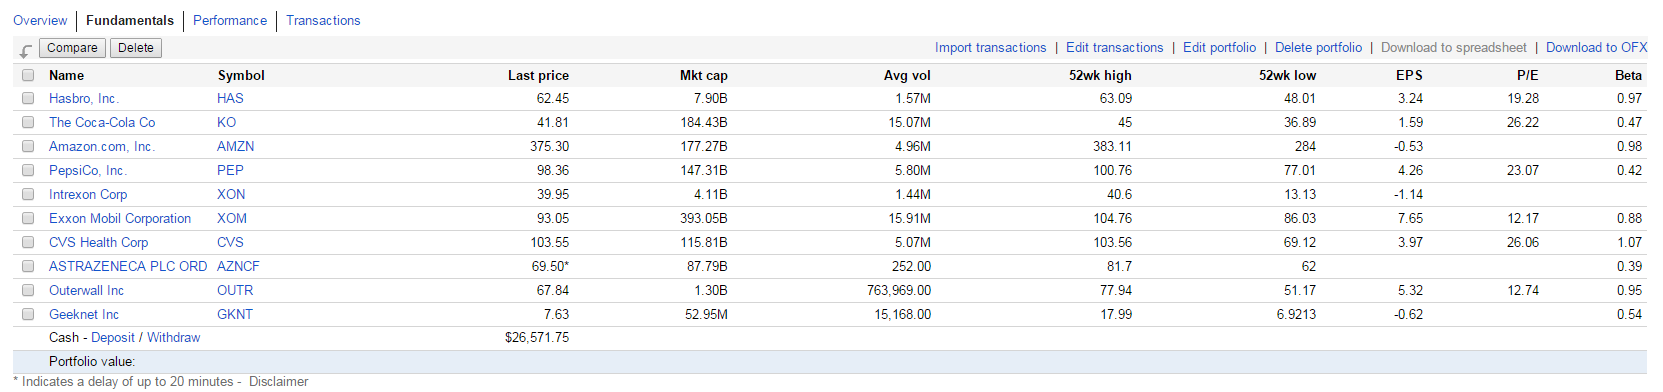 Overview | Fundamentals | Performance | Transactions
Compare Delete Import transactions | Edit transactions | Edit portfolio | Delete portfolio | Download to spreadsheet | Download to OFX
Name Symbol Last price Mkt cap Avg vol 52wk high 52wk low EPS P/E Beta
Hasbro, Inc. HAS 62.45 7.90B 1.57M 63.09 48.01 3.24 19.28 0.97
The Coca-Cola Co KO 41.81 184.43B 15.07M 45 36.89 1.59 26.22 0.47
Amazon.com, Inc. AMZN 375.30 177.27B 4.96M 383.11 284 -0.53 0.98
PepsiCo, Inc. PEP 98.36 147.31B 5.80M 100.76 77.01 4.26 23.07 0.42
Intrexon Corp XON 39.95 4.11B 1.44M 40.6 13.13 -1.14
Exxon Mobil Corporation XOM 93.05 393.05B 15.91M 104.76 86.03 7.65 12.17 0.88
CVS Health Corp CVS 103.55 115.81B 5.07M 103.56 69.12 3.97 26.06 1.07
ASTRAZENECA PLC ORD AZNCF 69.50* 87.79B 252.00 81.7 62 0.39
Outerwall Inc OUTR 67.84 1.30B 763,969.00 77.94 51.17 5.32 12.74 0.95
Geeknet Inc GKNT 7.63 52.95M 15,168.00 17.99 6.9213 -0.62 0.54
Cash - Deposit / Withdraw $26,571.75
Portfolio value:
* Indicates a delay of up to 20 minutes - Disclaimer